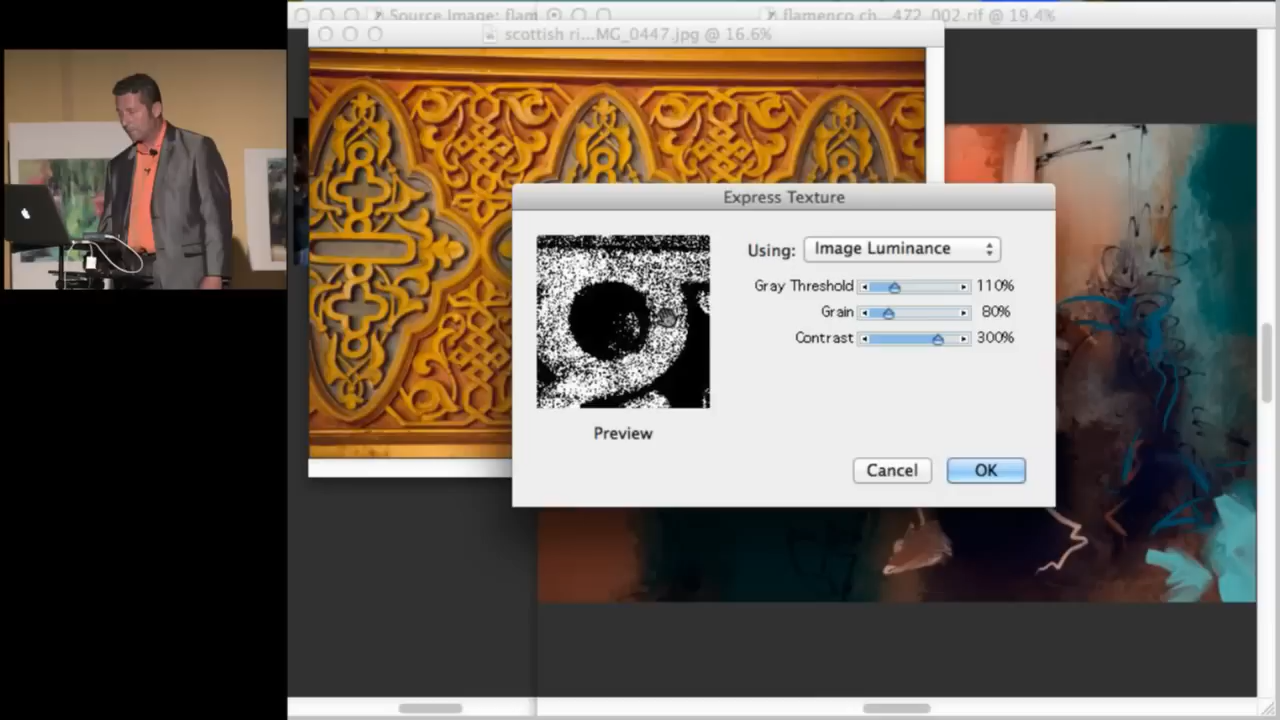 Source Image: flam
flamenco ch...472_002.rif @ 19.4%
scottish ri...MG_0447.jpg @ 16.6%
Express Texture
Using: Image Luminance
Gray Threshold 110%
Grain 80%
Contrast 300%
Preview
Cancel OK